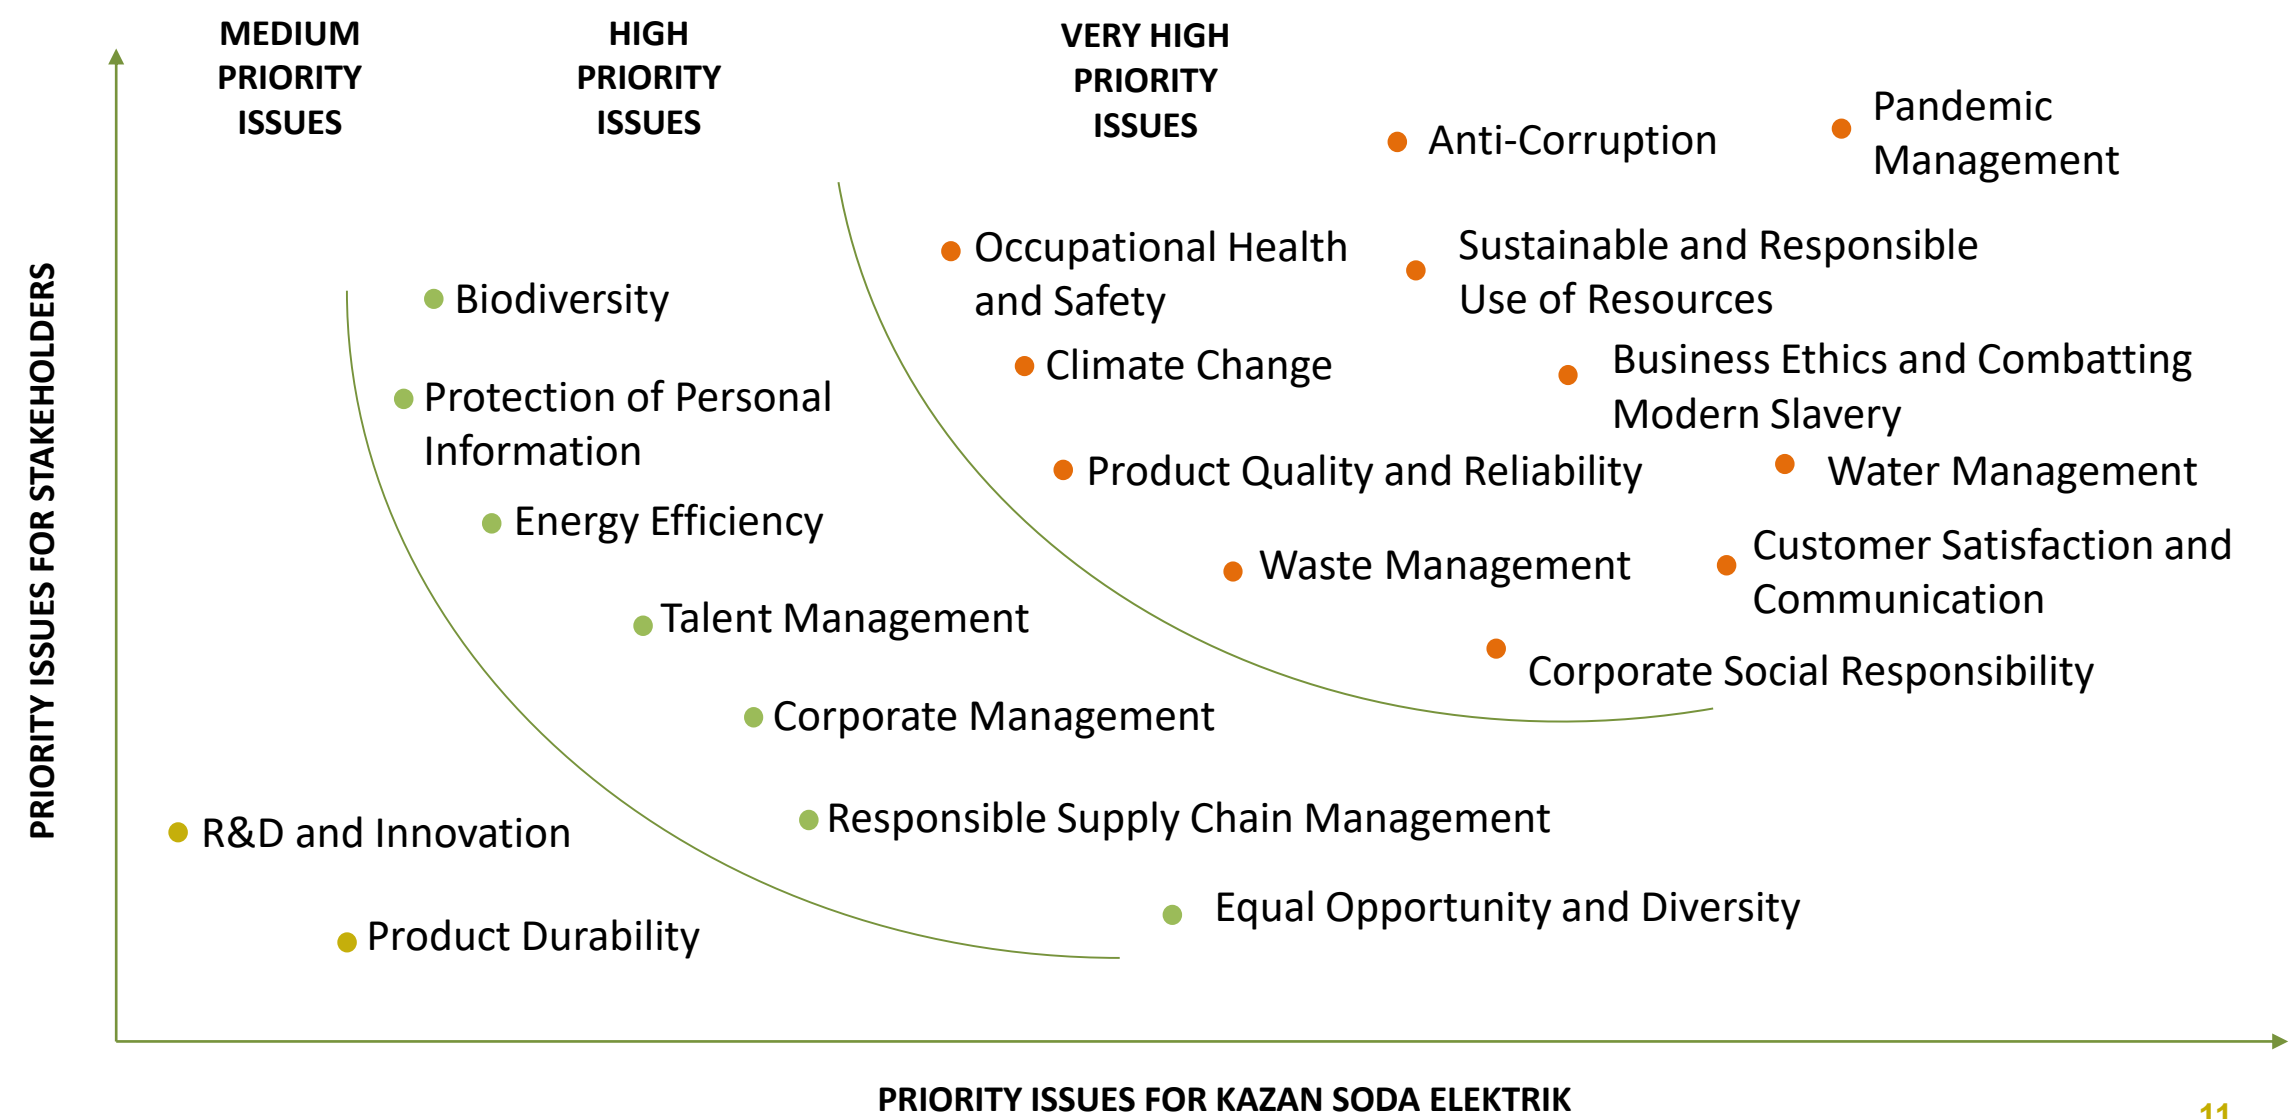 MEDIUM
PRIORITY
ISSUES
HIGH
PRIORITY
ISSUES
VERY HIGH
PRIORITY
ISSUES
Anti-Corruption
Pandemic
Management
Occupational Health
and Safety
Sustainable and Responsible
Use of Resources
Biodiversity
Climate Change
Business Ethics and Combatting
Modern Slavery
Protection of Personal
Information
Product Quality and Reliability
Water Management
Energy Efficiency
Waste Management
Customer Satisfaction and
Communication
Talent Management
Corporate Social Responsibility
Corporate Management
R&D and Innovation
Responsible Supply Chain Management
Product Durability
Equal Opportunity and Diversity
PRIORITY ISSUES FOR STAKEHOLDERS
PRIORITY ISSUES FOR KAZAN SODA ELEKTRIK
11